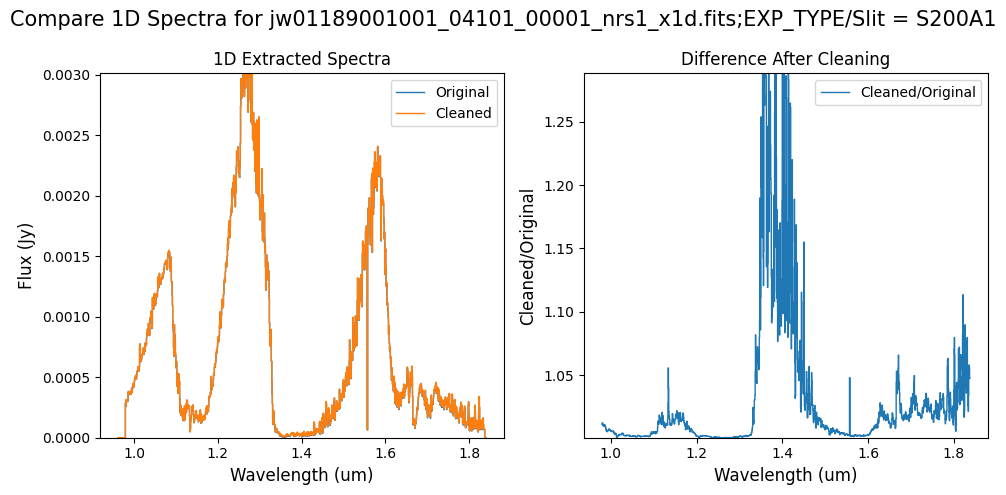 Compare 1D Spectra for jw01189001001_04101_00001_nrs1_x1d.fits;EXP_TYPE/Slit = S200A1
1D Extracted Spectra
Original
Cleaned
Flux (Jy)
0.0030
0.0025
0.0020
0.0015
0.0010
0.0005
0.0000
1.0 1.2 1.4 1.6 1.8
Wavelength (um)
Difference After Cleaning
Cleaned/Original
Cleaned/Original
1.25
1.20
1.15
1.10
1.05
1.0 1.2 1.4 1.6 1.8
Wavelength (um)